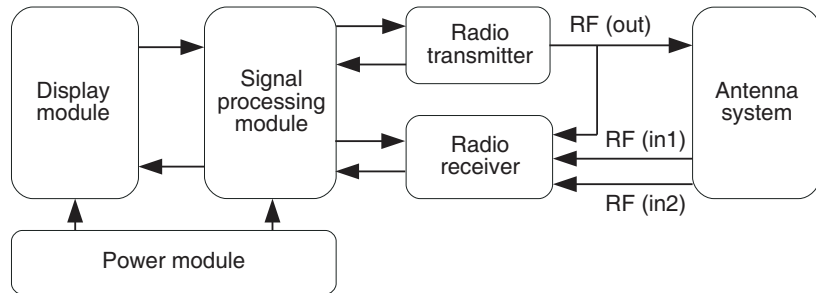 Display
module
Signal
processing
module
Radio
transmitter
RF (out)
Antenna
system
Radio
receiver
RF (in1)
RF (in2)
Power module